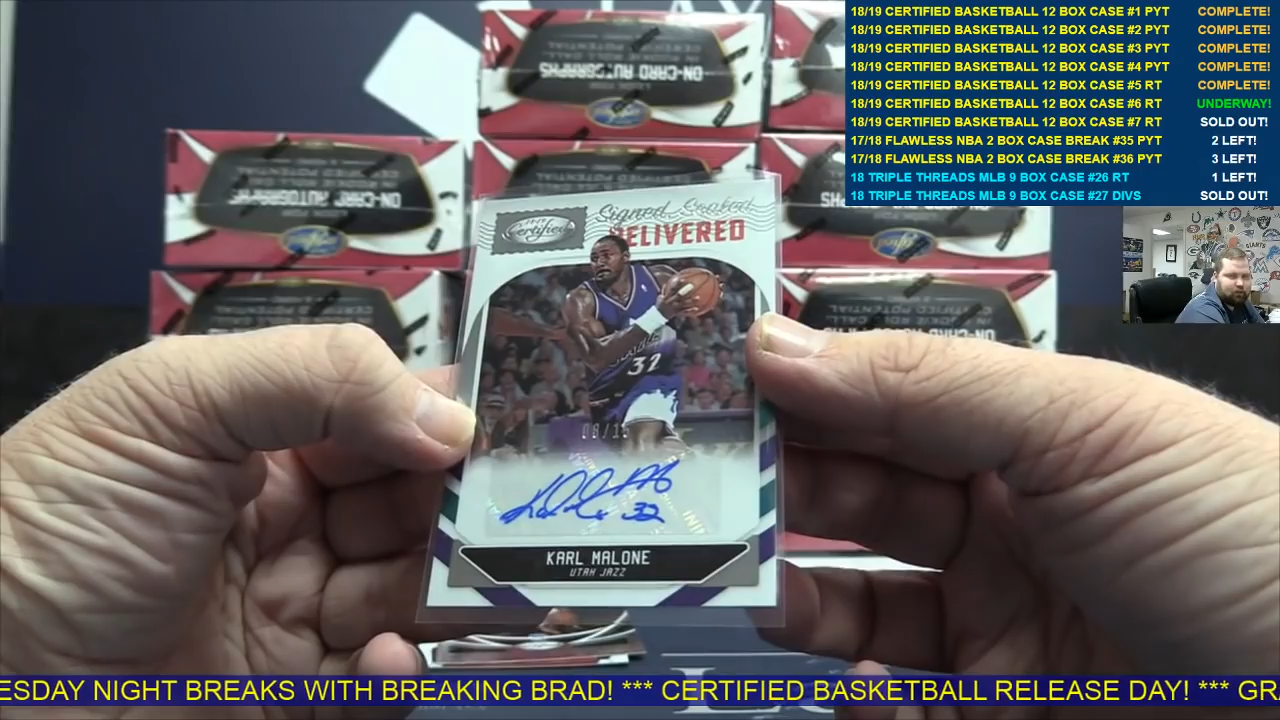 18/19 CERTIFIED BASKETBALL 12 BOX CASE #1 PYT COMPLETE!
18/19 CERTIFIED BASKETBALL 12 BOX CASE #2 PYT COMPLETE!
18/19 CERTIFIED BASKETBALL 12 BOX CASE #3 PYT COMPLETE!
18/19 CERTIFIED BASKETBALL 12 BOX CASE #4 PYT COMPLETE!
18/19 CERTIFIED BASKETBALL 12 BOX CASE #5 RT COMPLETE!
18/19 CERTIFIED BASKETBALL 12 BOX CASE #6 RT UNDERWAY!
18/19 CERTIFIED BASKETBALL 12 BOX CASE #7 RT SOLD OUT!
17/18 FLAWLESS NBA 2 BOX CASE BREAK #35 PYT 2 LEFT!
17/18 FLAWLESS NBA 2 BOX CASE BREAK #36 PYT 3 LEFT!
18 TRIPLE THREADS MLB 9 BOX CASE #26 RT 1 LEFT!
18 TRIPLE THREADS MLB 9 BOX CASE #27 DIVS SOLD OUT!
ON-CARD AUTOGRAPHS
Certified
Signed Sealed
DELIVERED
32
32
KARL MALONE
UTAH JAZZ
ESDAY NIGHT BREAKS WITH BREAKING BRAD! *** CERTIFIED BASKETBALL RELEASE DAY! *** GR